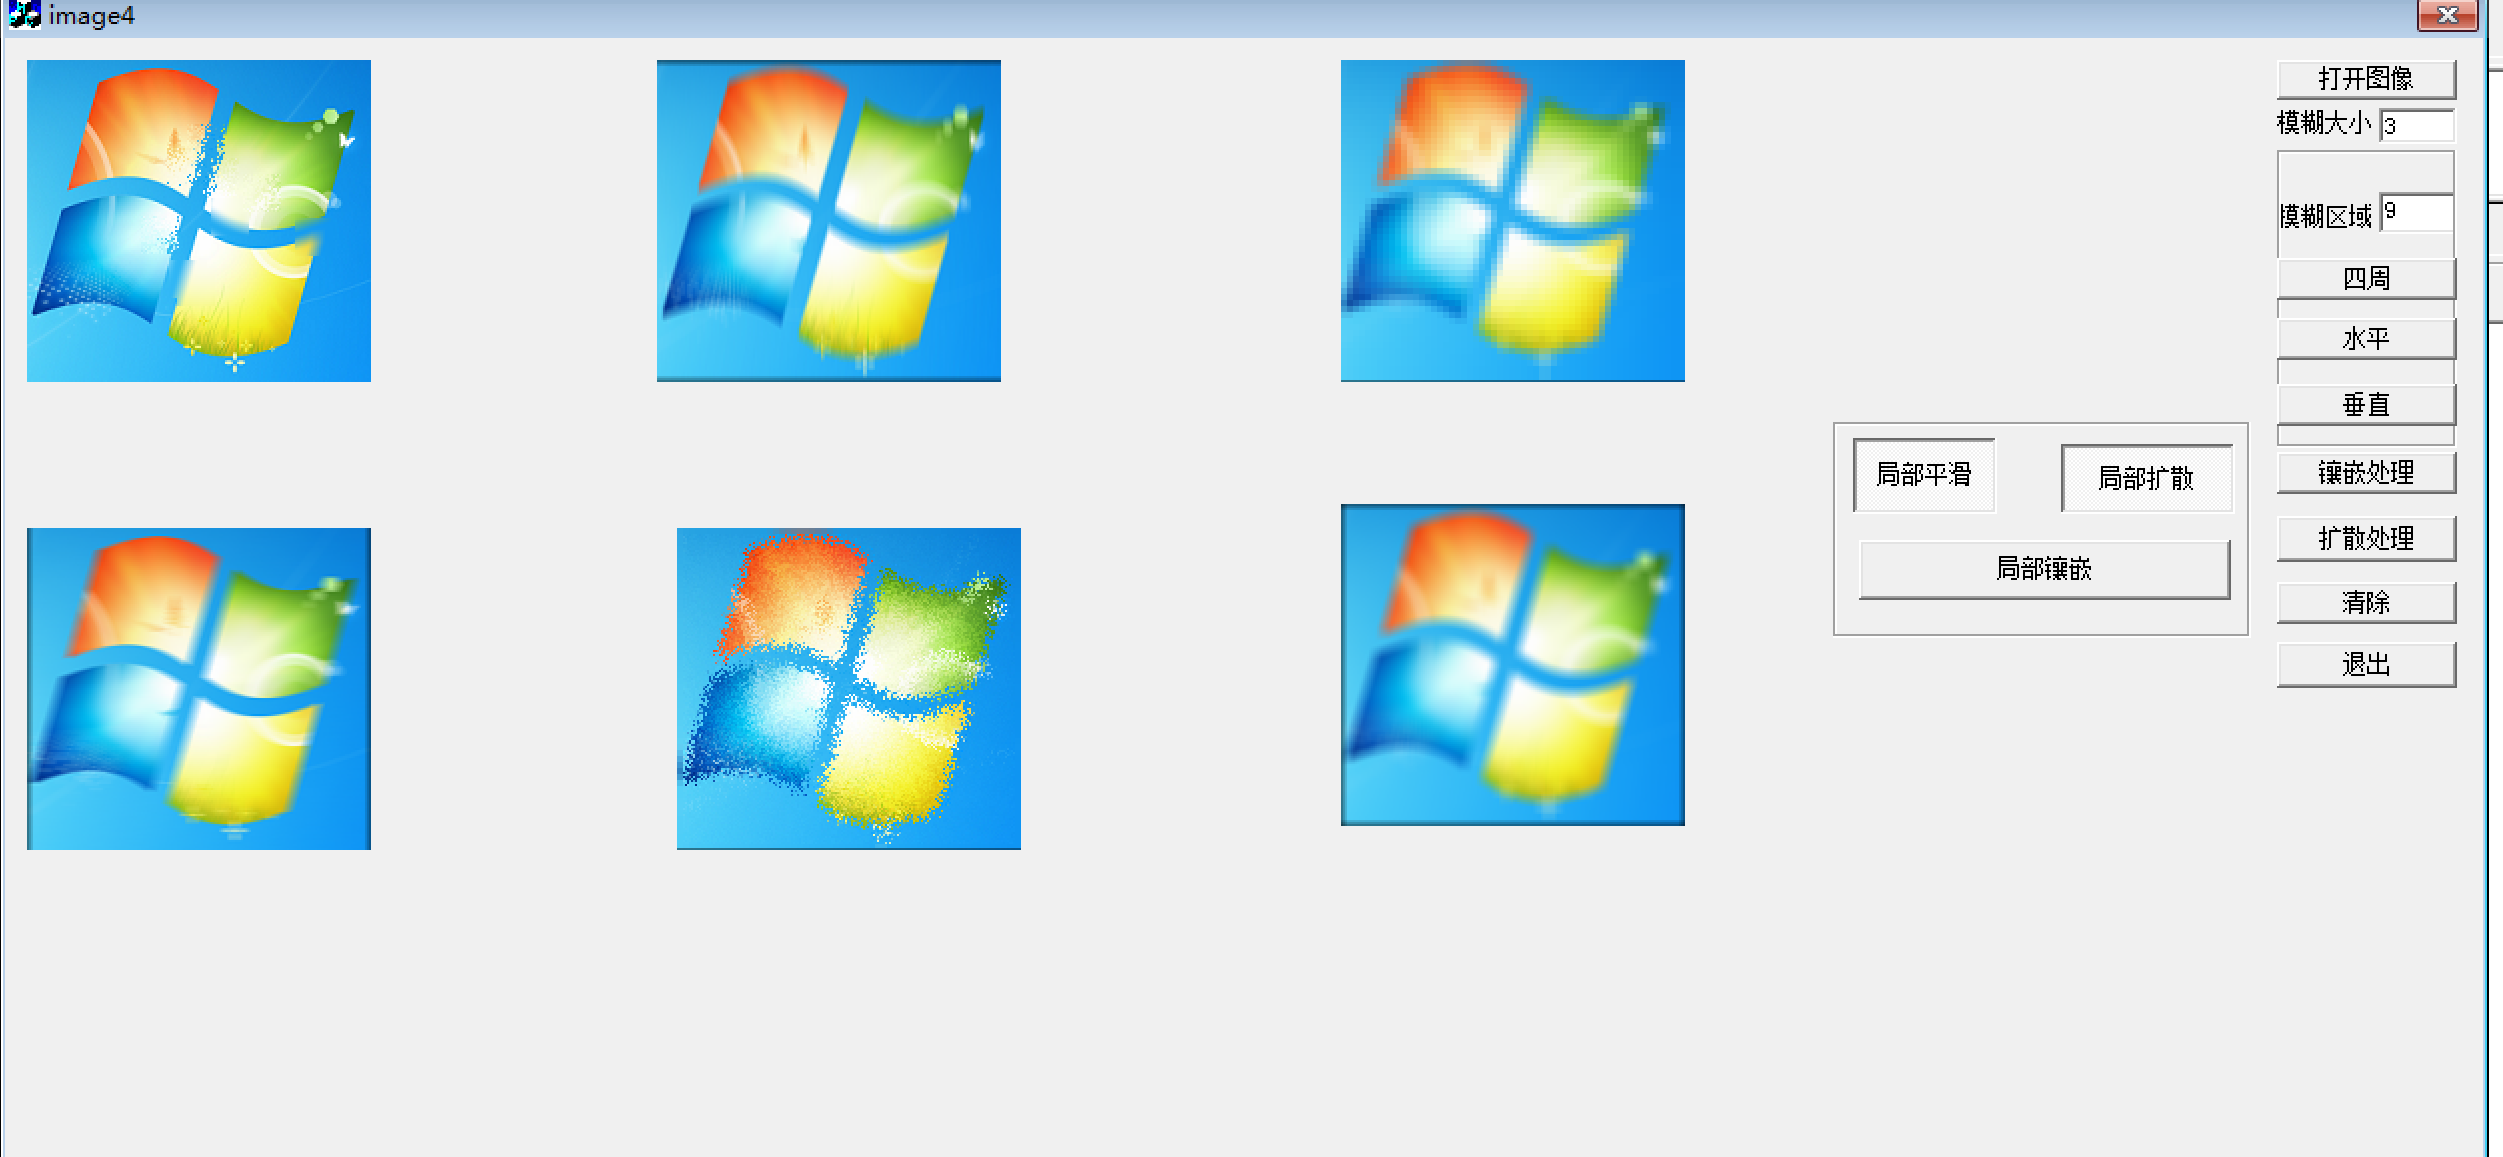 image4
打开图像
模糊大小 3
模糊区域 9
四周
水平
垂直
局部平滑 局部扩散
局部镶嵌
镶嵌处理
扩散处理
清除
退出